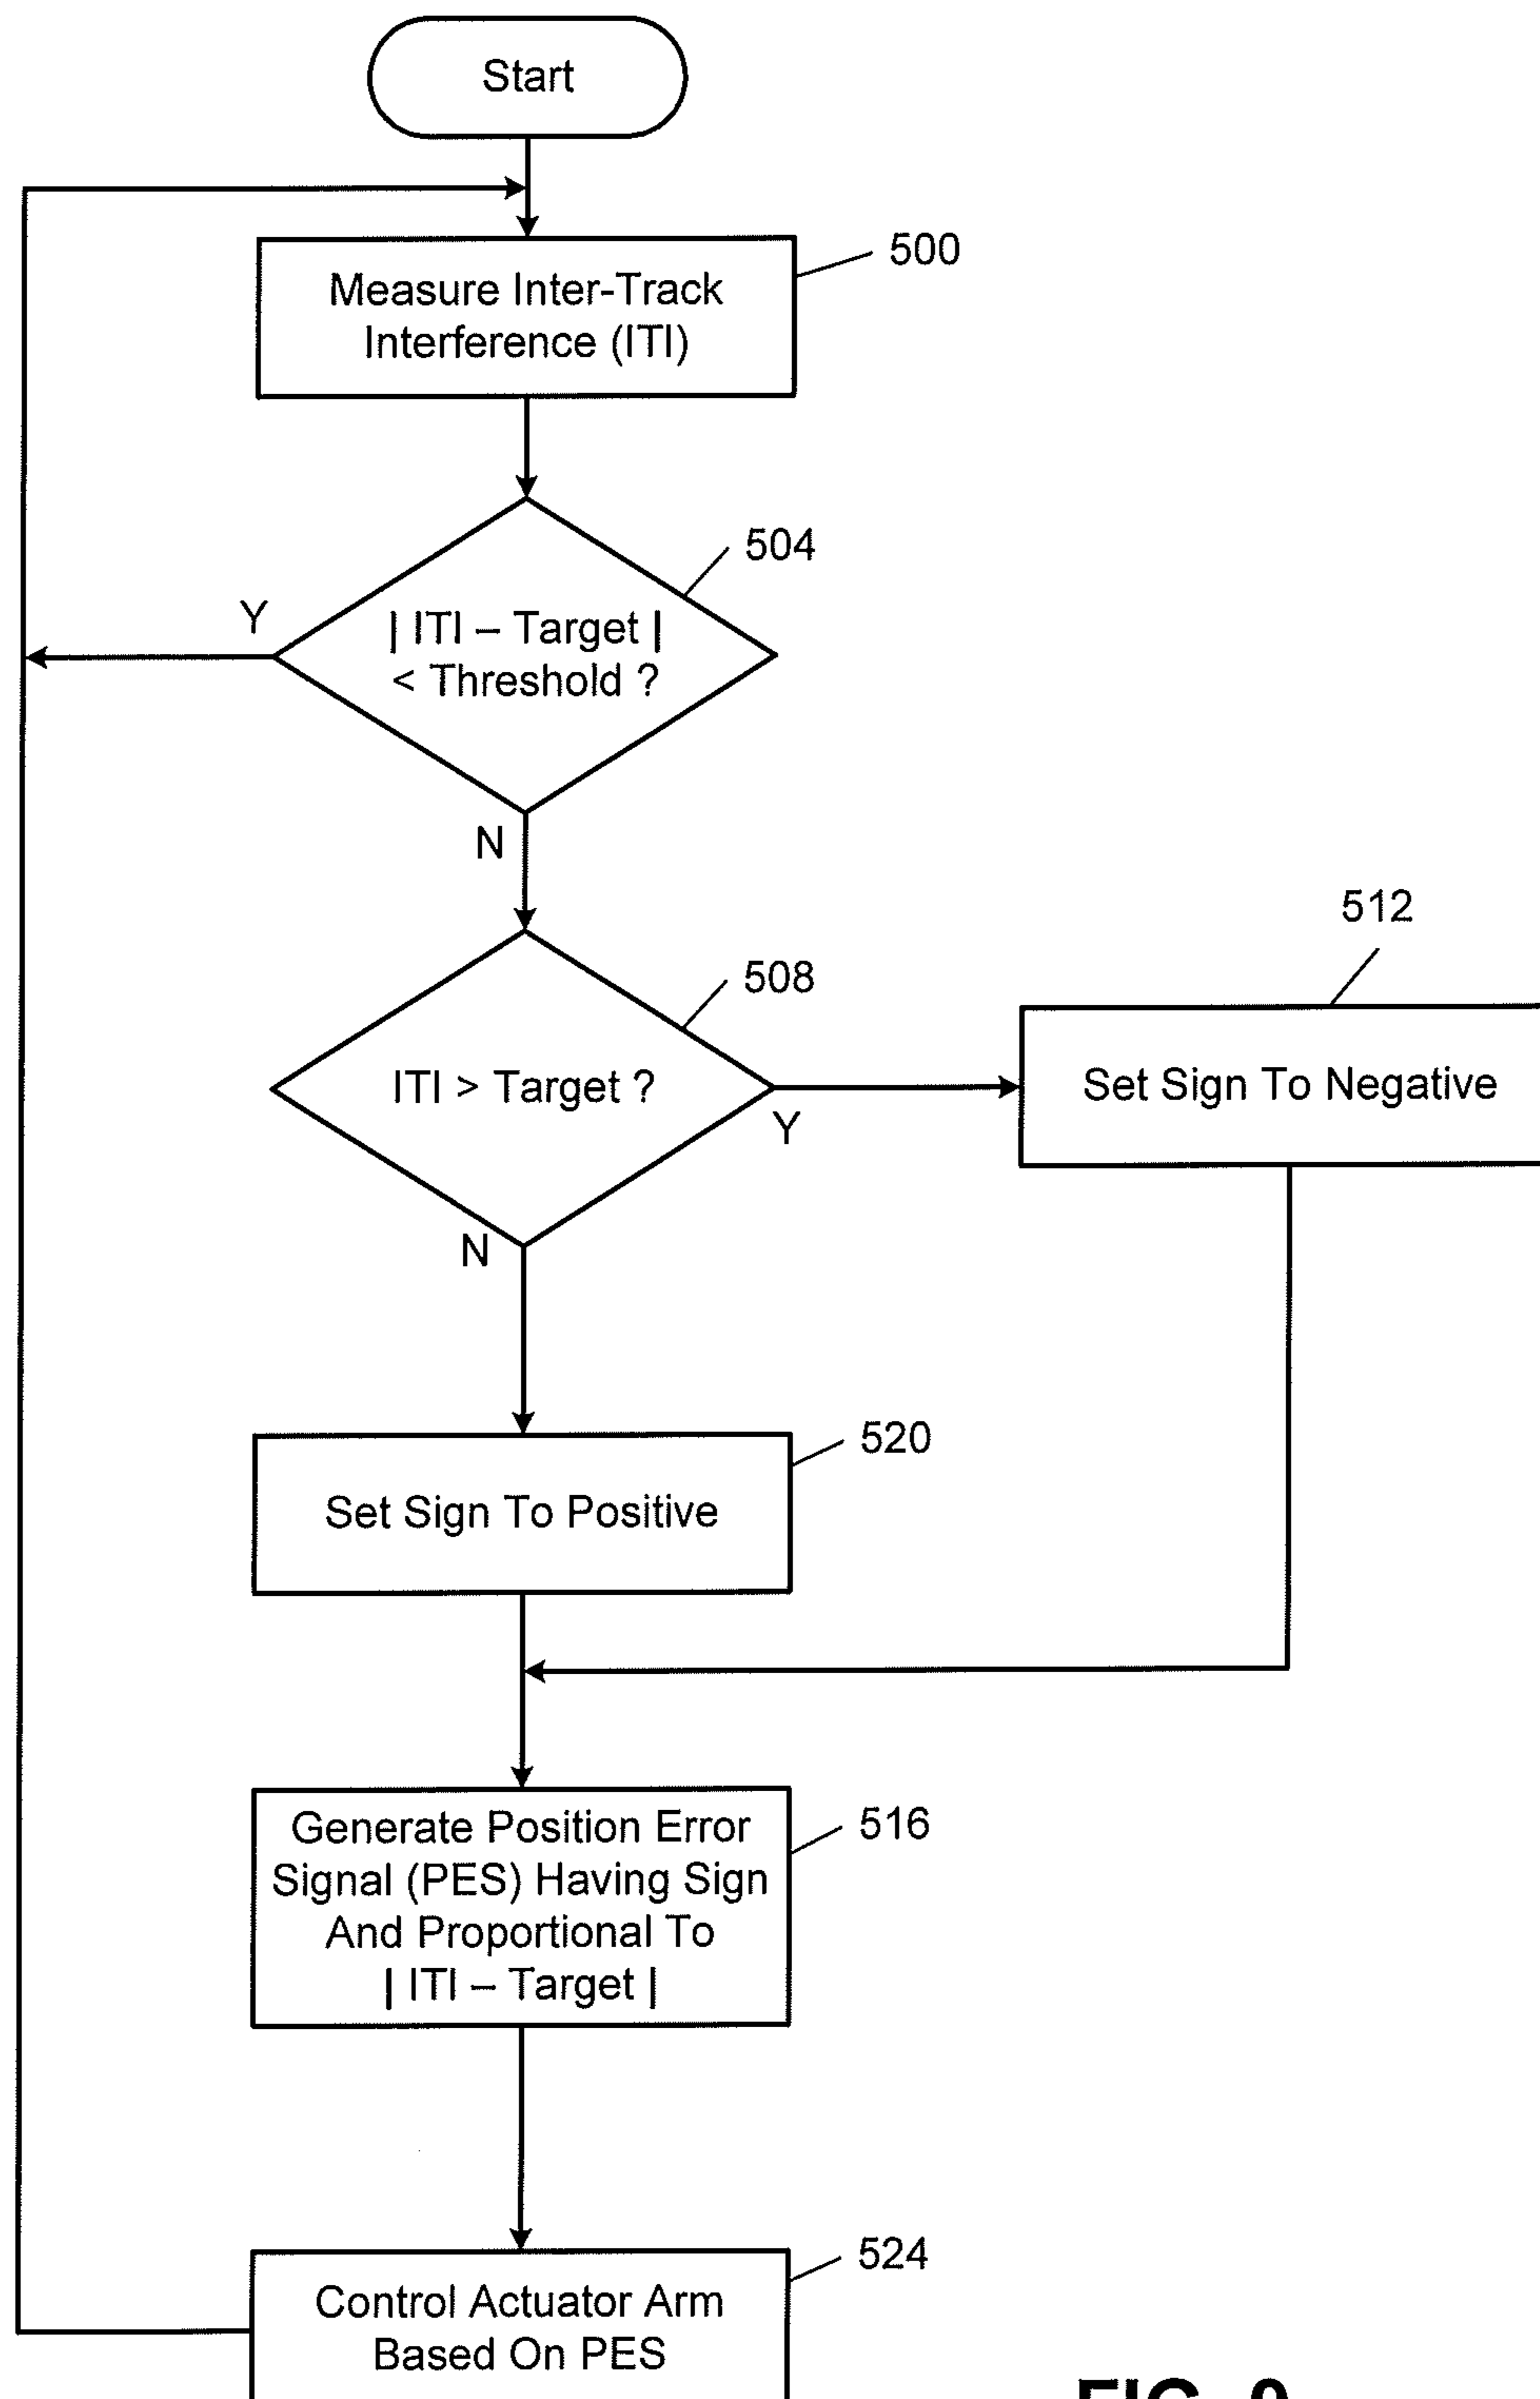 Start
500
Measure Inter-Track
Interference (ITI)
504
Y
| ITI – Target |
< Threshold ?
N
512
508
ITI > Target ?
Y
Set Sign To Negative
N
520
Set Sign To Positive
516
Generate Position Error
Signal (PES) Having Sign
And Proportional To
| ITI – Target |
524
Control Actuator Arm
Based On PES